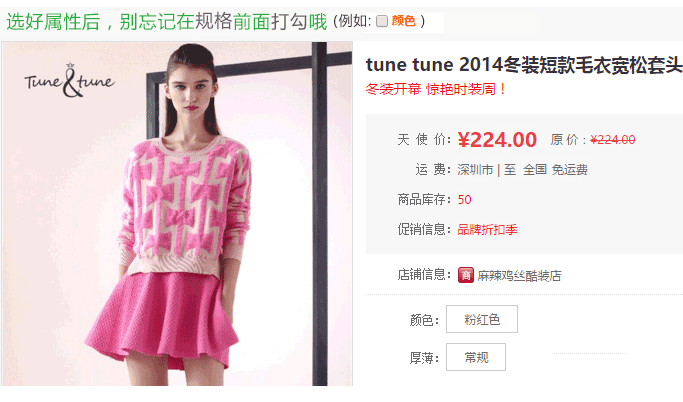 选好属性后，别忘记在规格前面打勾哦 (例如: 颜色 )
Tune & tune
tune tune 2014冬装短款毛衣宽松套头
冬装开幕 惊艳时装周！
天 使 价: ¥224.00 原 价 : ¥224.00
运 费: 深圳市 | 至 全国 免运费
商品库存: 50
促销信息: 品牌折扣季
店铺信息: 商 麻辣鸡丝酷装店
颜色: 粉红色
厚薄: 常规